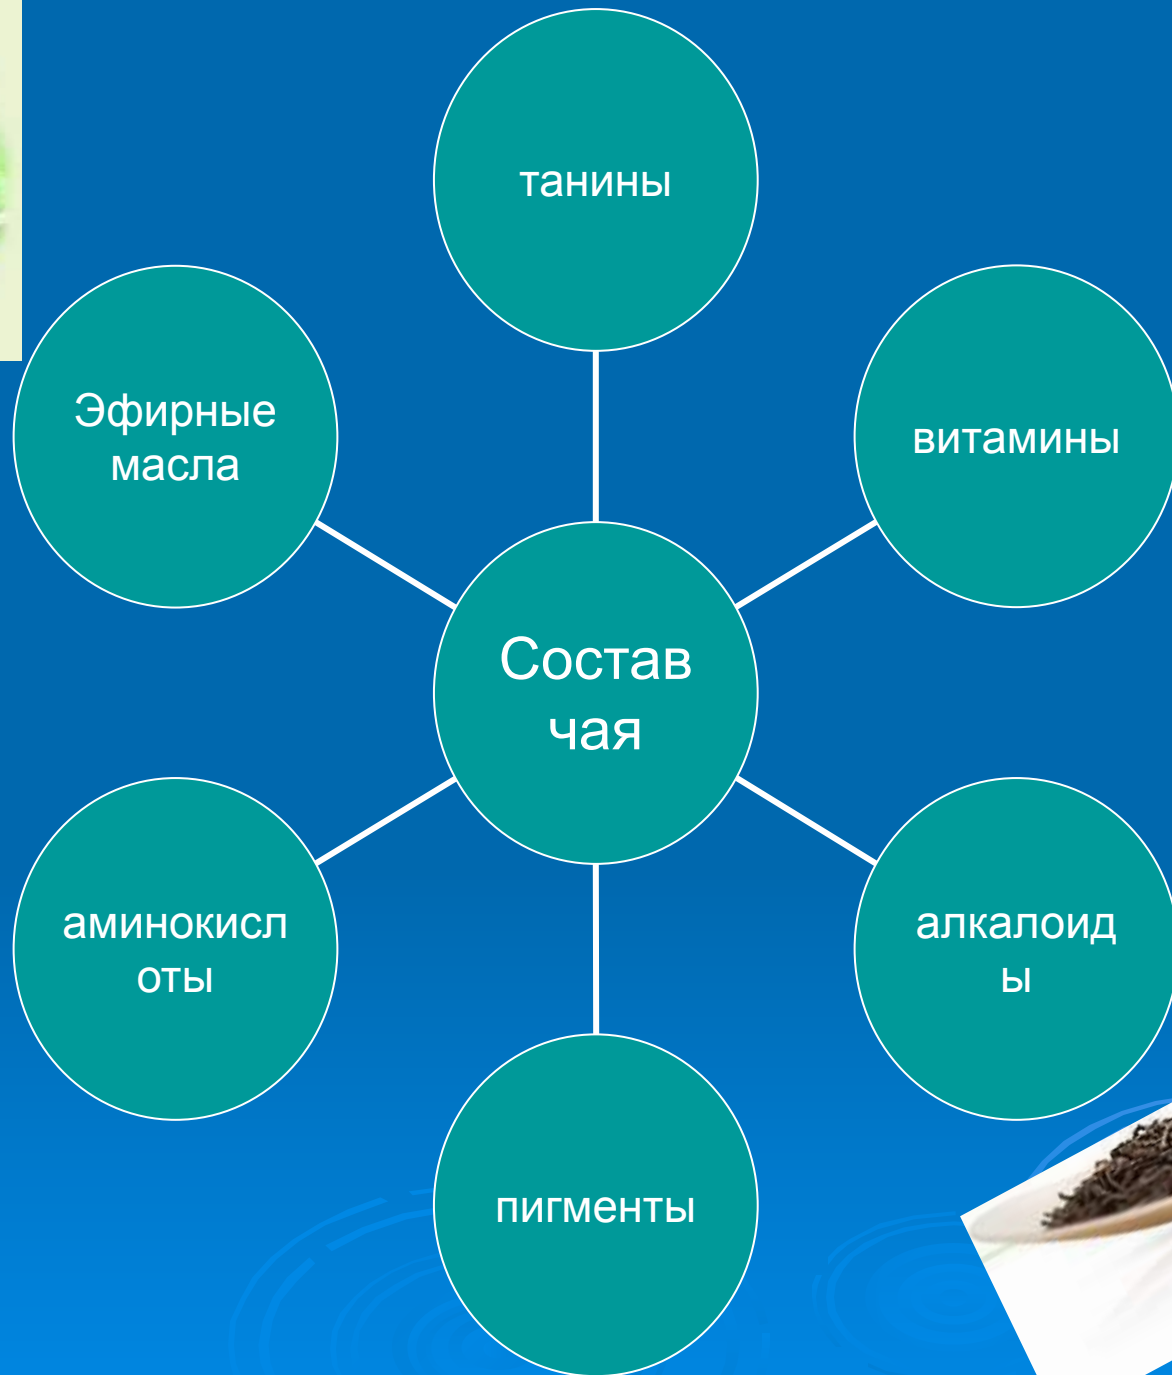 танины
Эфирные
масла
витамины
Состав
чая
аминокисл
оты
алкалоид
ы
пигменты